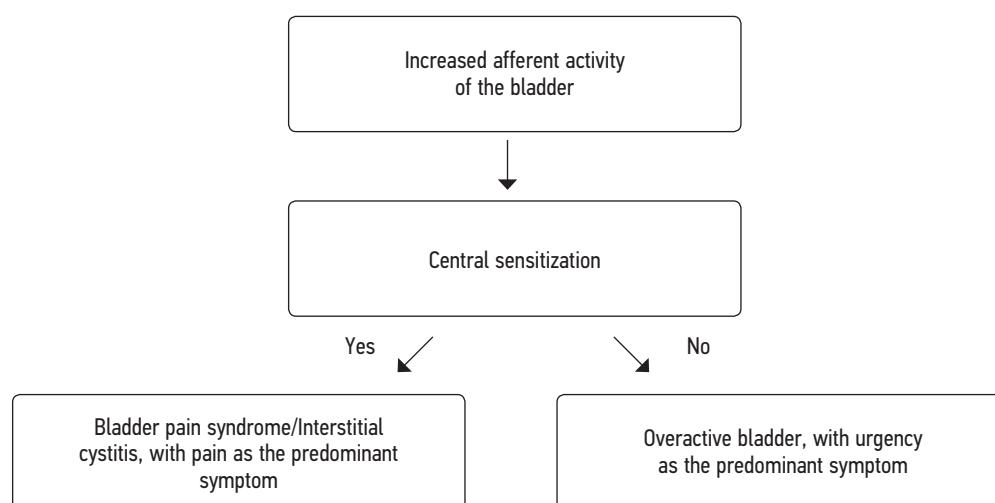 Increased afferent activity
of the bladder
Central sensitization
Yes
No
Bladder pain syndrome/Interstitial
cystitis, with pain as the predominant
symptom
Overactive bladder, with urgency
as the predominant symptom